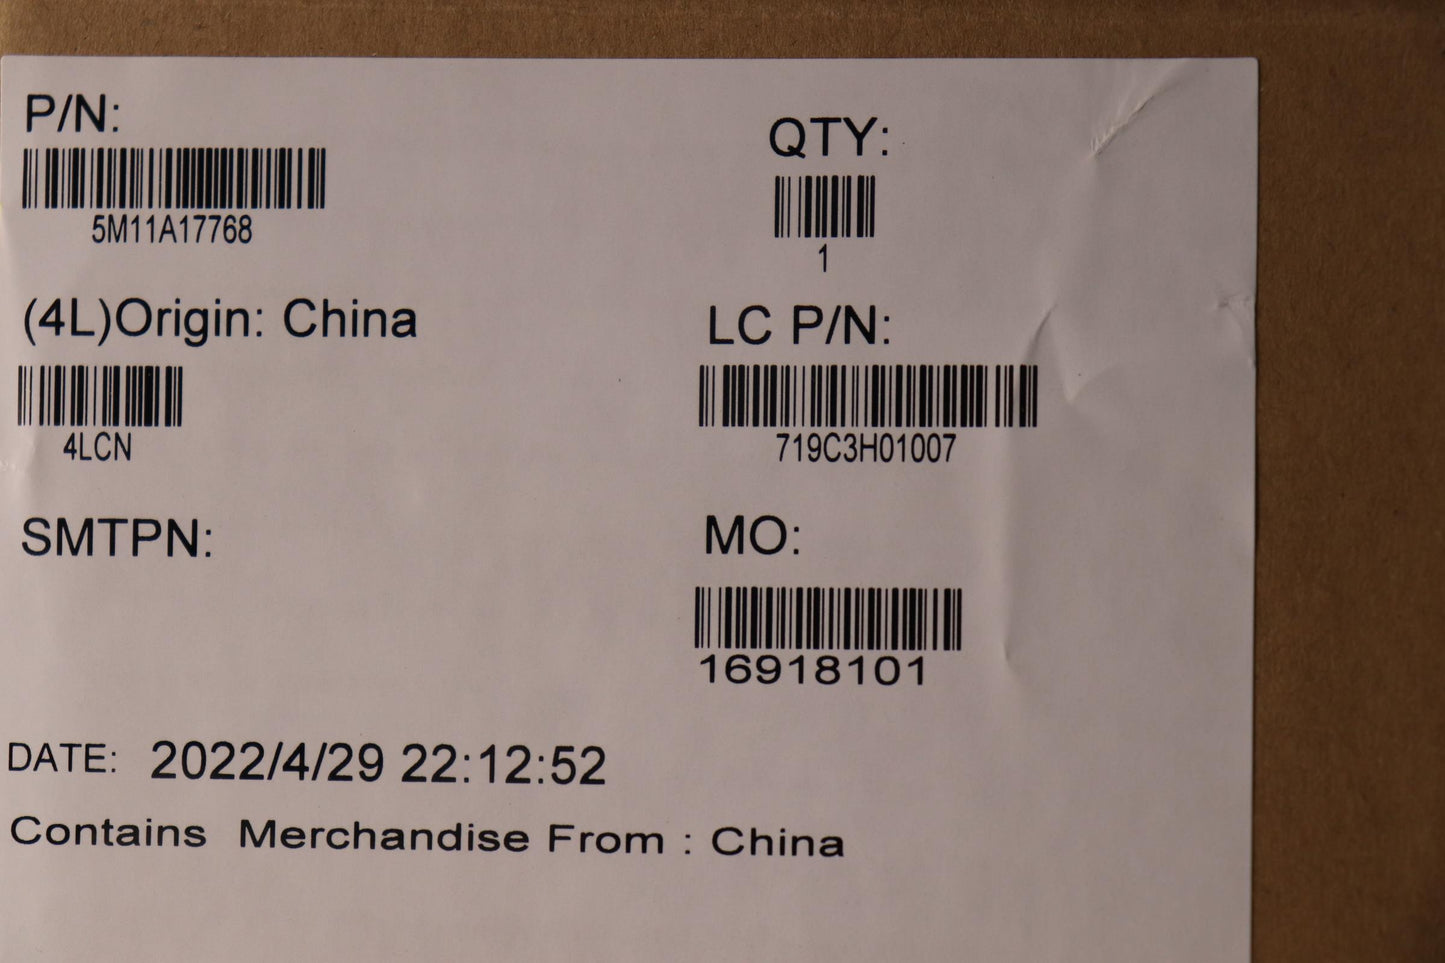 P/N:
5M11A17768
QTY:
1
(4L)Origin: China
4LCN
LC P/N:
719C3H01007
SMTPN:
MO:
16918101
DATE: 2022/4/29 22:12:52
Contains Merchandise From : China